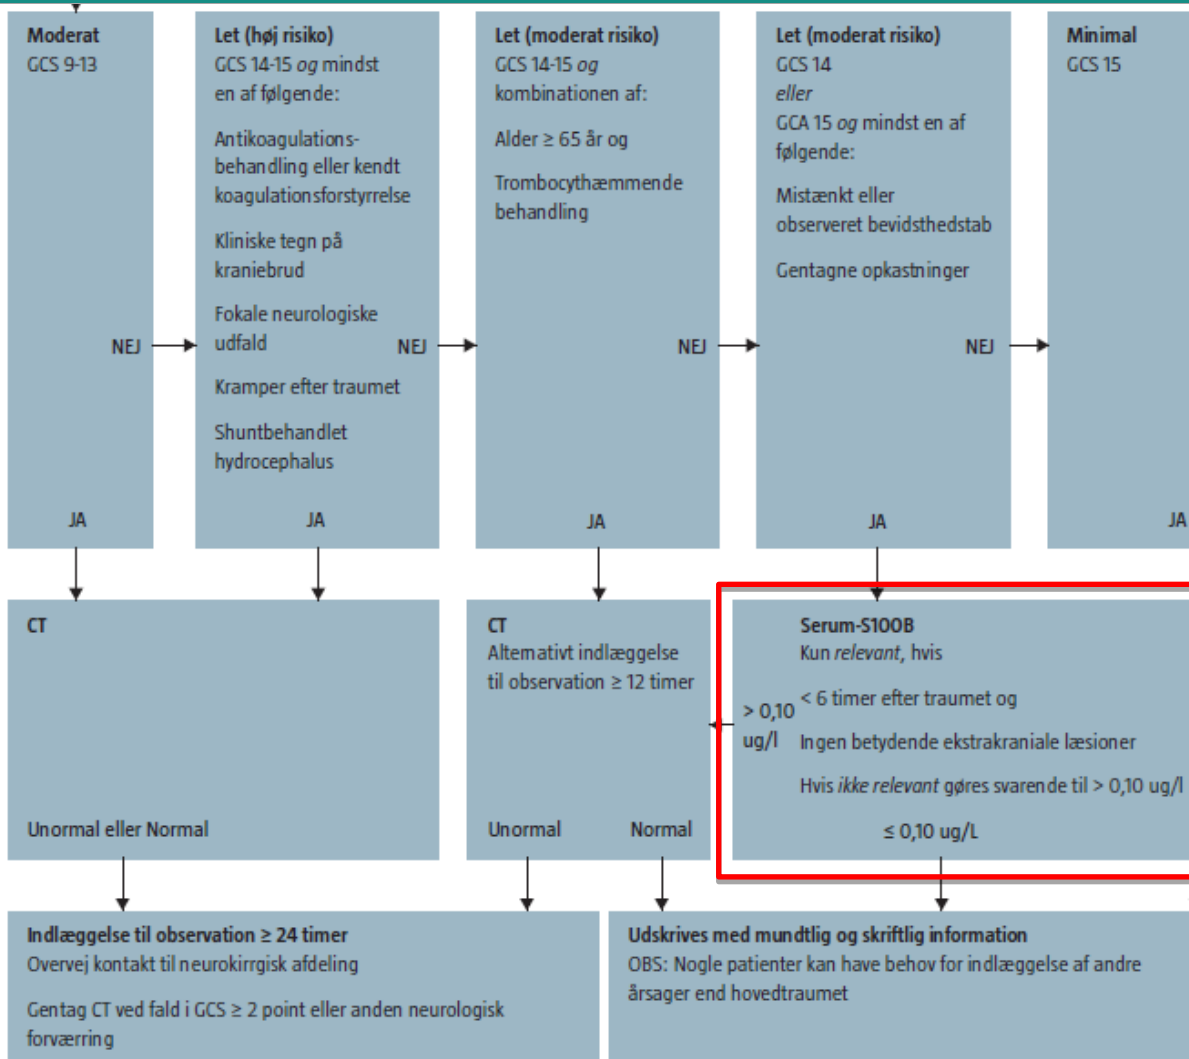 Moderat
GCS 9-13
NEJ
JA
Let (høj risiko)
GCS 14-15 og mindst
en af følgende:
Antikoagulations-
behandling eller kendt
koagulationsforstyrrelse
Kliniske tegn på
kraniebrud
Fokale neurologiske
udfald
NEJ
Kramper efter traumet
Shuntbehandlet
hydrocephalus
JA
Let (moderat risiko)
GCS 14-15 og
kombinationen af:
Alder ≥ 65 år og
Trombocythæmmende
behandling
NEJ
JA
Let (moderat risiko)
GCS 14
eller
GCA 15 og mindst en af
følgende:
Mistænkt eller
observeret bevidsthedstab
Gentagne opkastninger
NEJ
JA
Minimal
GCS 15
JA
CT
Unormal eller Normal
CT
Alternativt indlæggelse
til observation ≥ 12 timer
Unormal
Normal
Serum-S100B
Kun relevant, hvis
< 6 timer efter traumet og
> 0,10
ug/l
Ingen betydende ekstrakraniale læsioner
Hvis ikke relevant gøres svarende til > 0,10 ug/l
≤ 0,10 ug/L
Indlæggelse til observation ≥ 24 timer
Overvej kontakt til neurokirrgisk afdeling
Gentag CT ved fald i GCS ≥ 2 point eller anden neurologisk
forværring
Udskrives med mundtlig og skriftlig information
OBS: Nogle patienter kan have behov for indlæggelse af andre
årsager end hovedtraumet